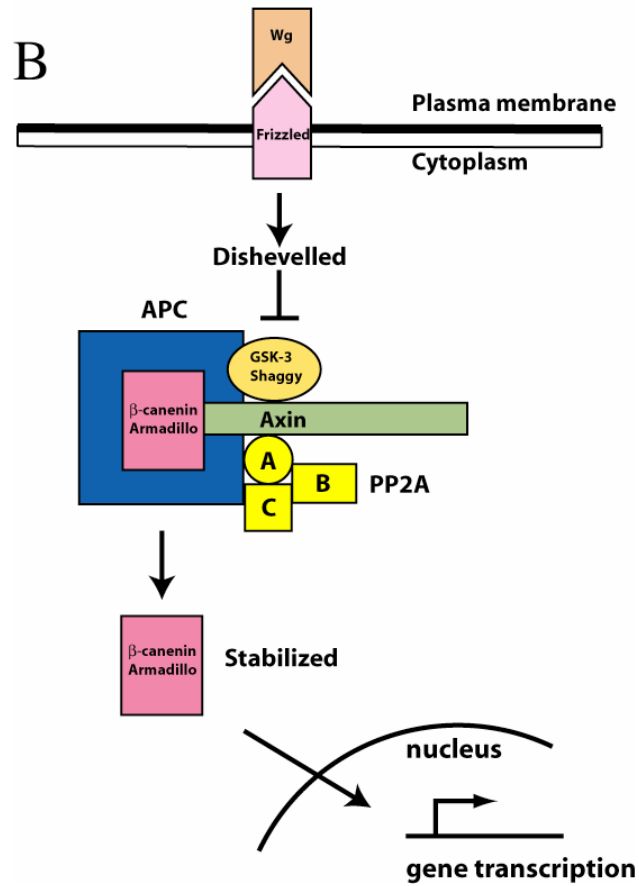 B
Wg
Frizzled
Plasma membrane
Cytoplasm
Dishevelled
APC
GSK-3
Shaggy
β-canenin
Armadillo
Axin
A
B
C
PP2A
β-canenin
Armadillo
Stabilized
nucleus
gene transcription